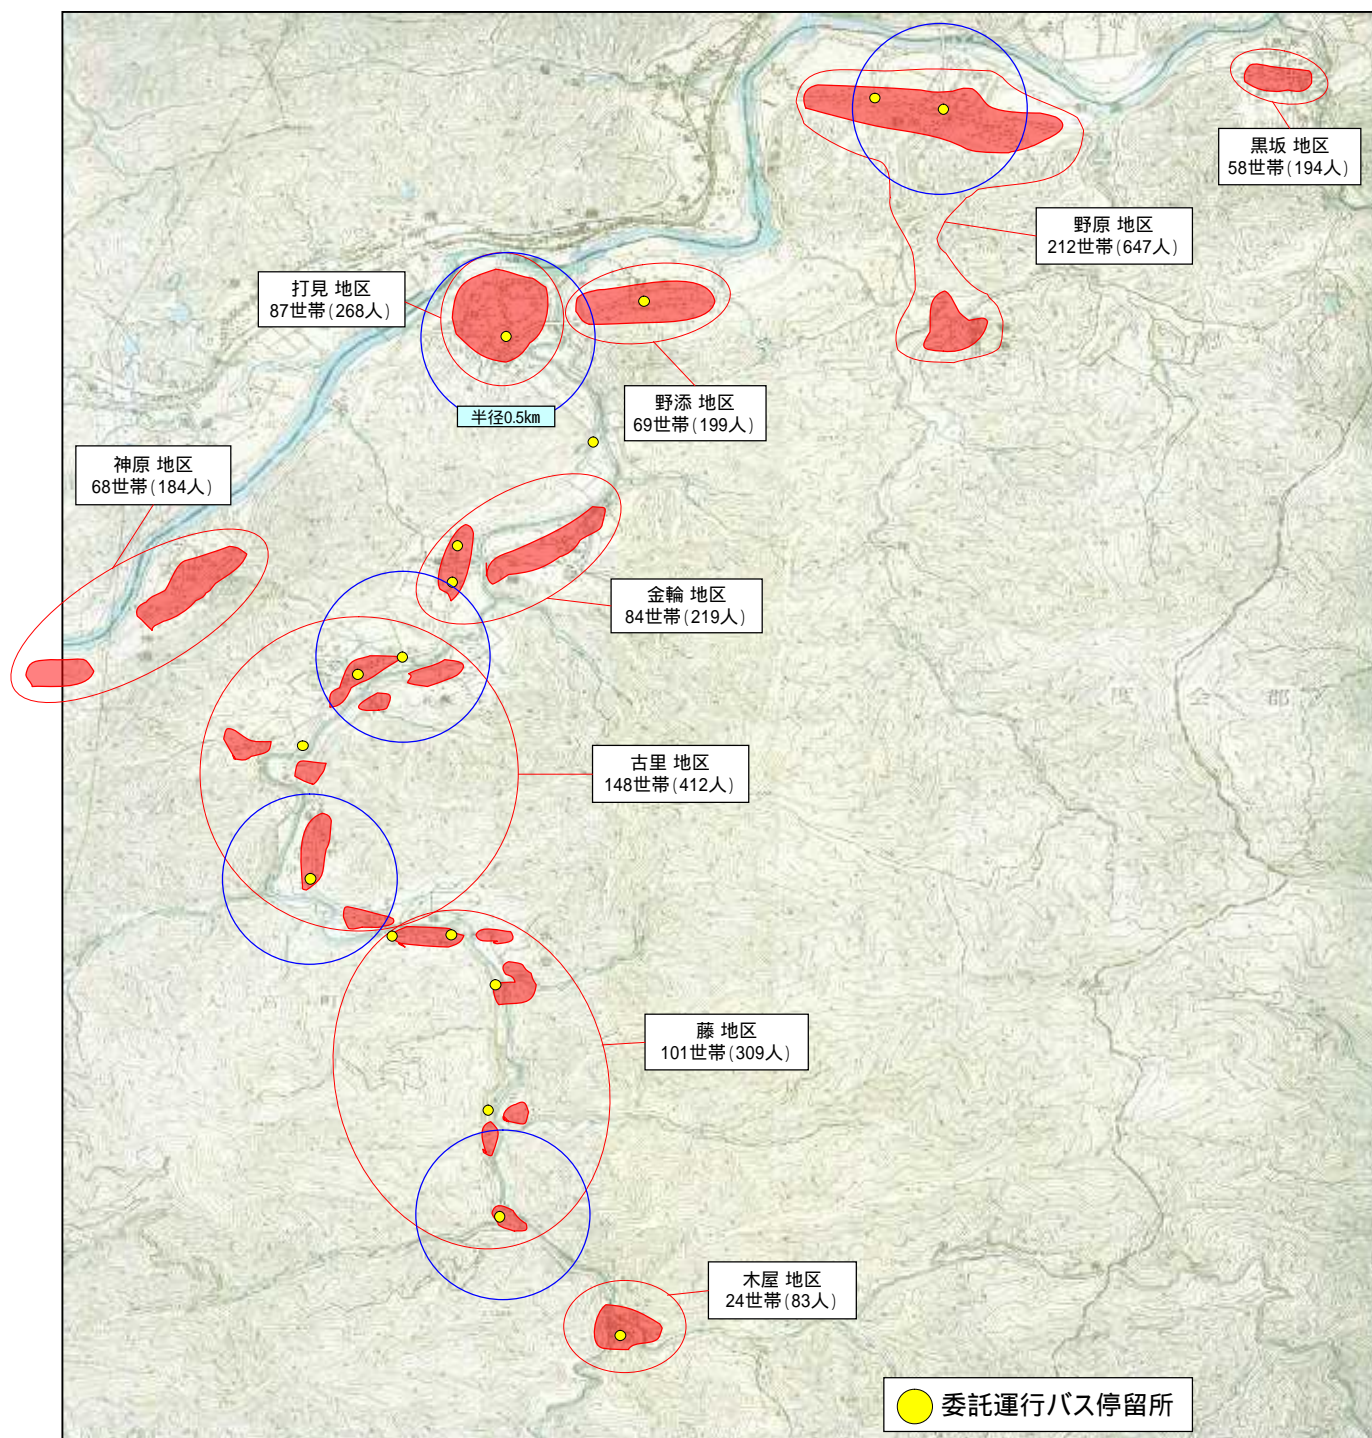 黒坂 地区
58世帯(194人)
野原 地区
212世帯(647人)
打見 地区
87世帯(268人)
半径0.5km
野添 地区
69世帯(199人)
神原 地区
68世帯(184人)
金輪 地区
84世帯(219人)
古里 地区
148世帯(412人)
藤 地区
101世帯(309人)
木屋 地区
24世帯(83人)
委託運行バス停留所